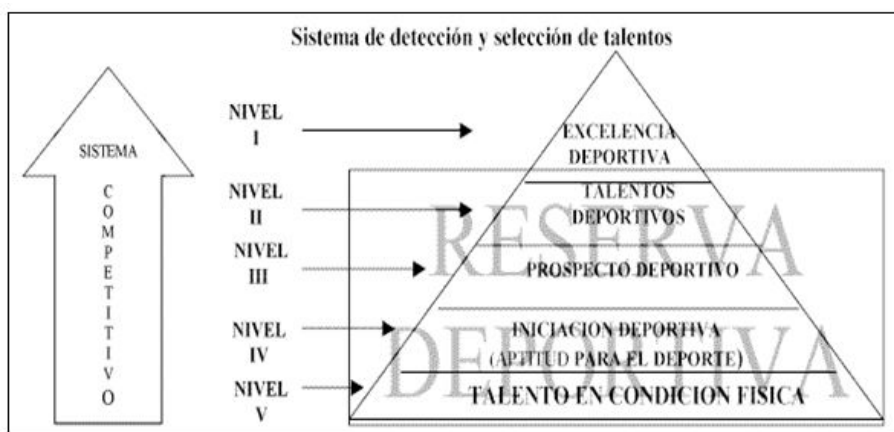 Sistema de detección y selección de talentos
SISTEMA
COMPETITIVO
NIVEL
I
EXCELENCIA
DEPORTIVA
NIVEL
II
TALENTOS
DEPORTIVOS
RESERVA
NIVEL
III
PROSPECTO DEPORTIVO
NIVEL
IV
INICIACION DEPORTIVA
(APTITUD PARA EL DEPORTE)
DEPORTIVA
NIVEL
V
TALENTO EN CONDICION FISICA